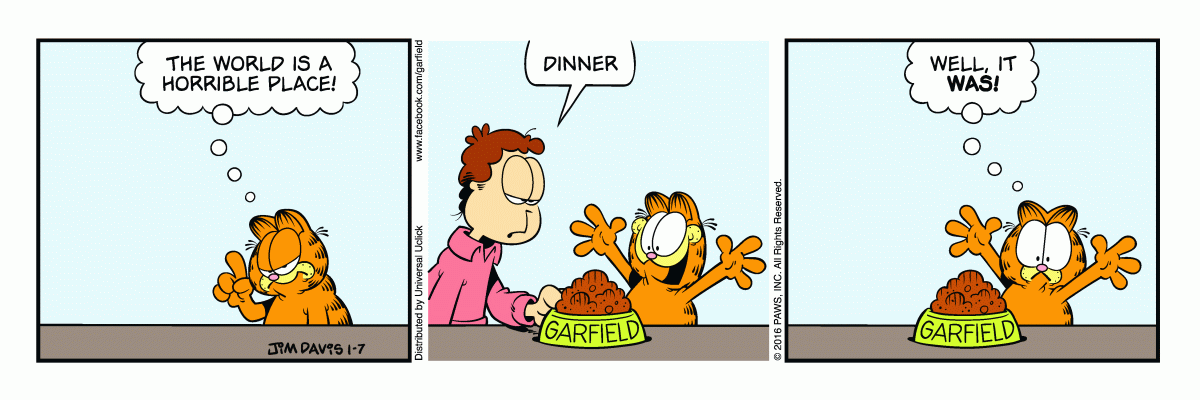 THE WORLD IS A
HORRIBLE PLACE!
JIM DAVIS 1-7
www.facebook.com/garfield
Distributed by Universal Uclick
DINNER
GARFIELD
© 2016 PAWS, INC. All Rights Reserved.
WELL, IT
WAS!
GARFIELD